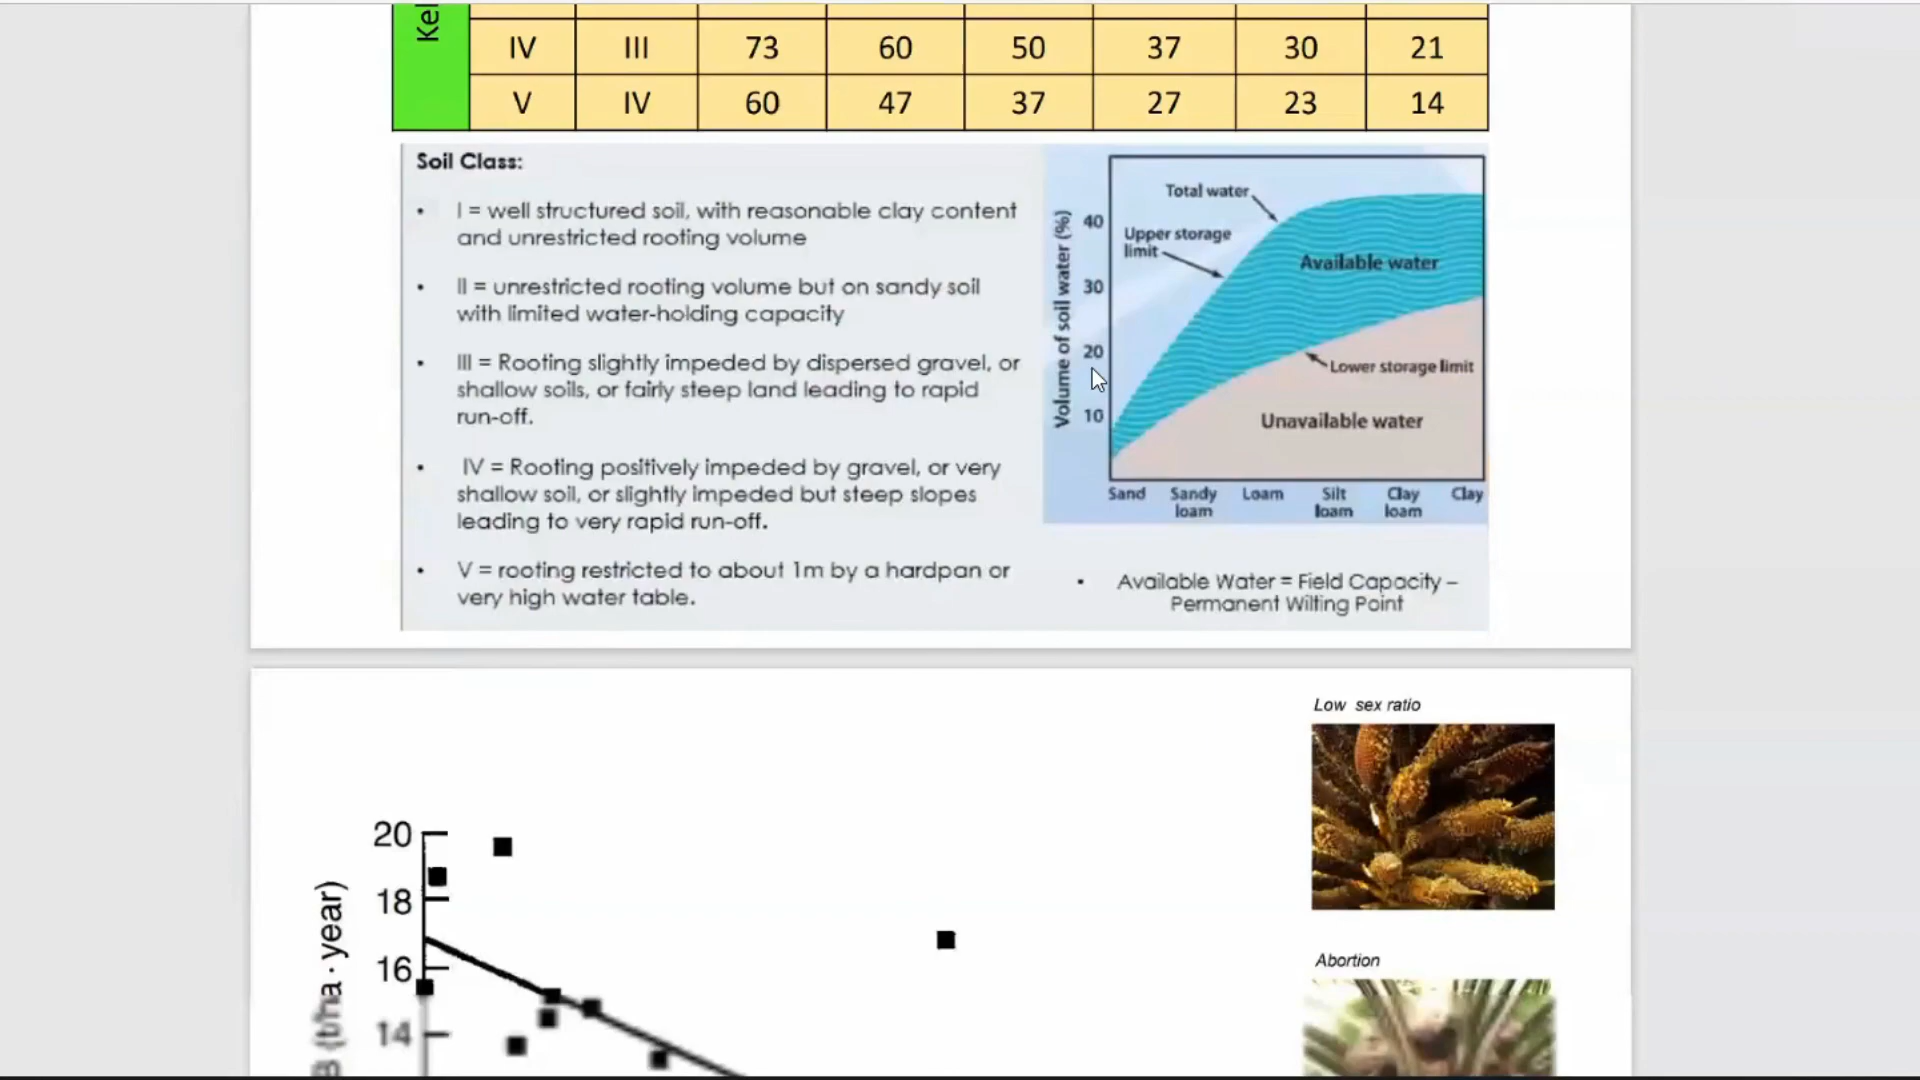 Kel
IV III 73 60 50 37 30 21
V IV 60 47 37 27 23 14
Soil Class:
• I = well structured soil, with reasonable clay content
and unrestricted rooting volume
• II = unrestricted rooting volume but on sandy soil
with limited water-holding capacity
• III = Rooting slightly impeded by dispersed gravel, or
shallow soils, or fairly steep land leading to rapid
run-off.
• IV = Rooting positively impeded by gravel, or very
shallow soil, or slightly impeded but steep slopes
leading to very rapid run-off.
• V = rooting restricted to about 1m by a hardpan or
very high water table.
Volume of soil water (%)
40
30
20
10
Total water
Upper storage
limit
Available water
Lower storage limit
Unavailable water
Sand Sandy loam Loam Silt loam Clay loam Clay
• Available Water = Field Capacity –
Permanent Wilting Point
Low sex ratio
Abortion
20
18
16
14
B (t/ha · year)